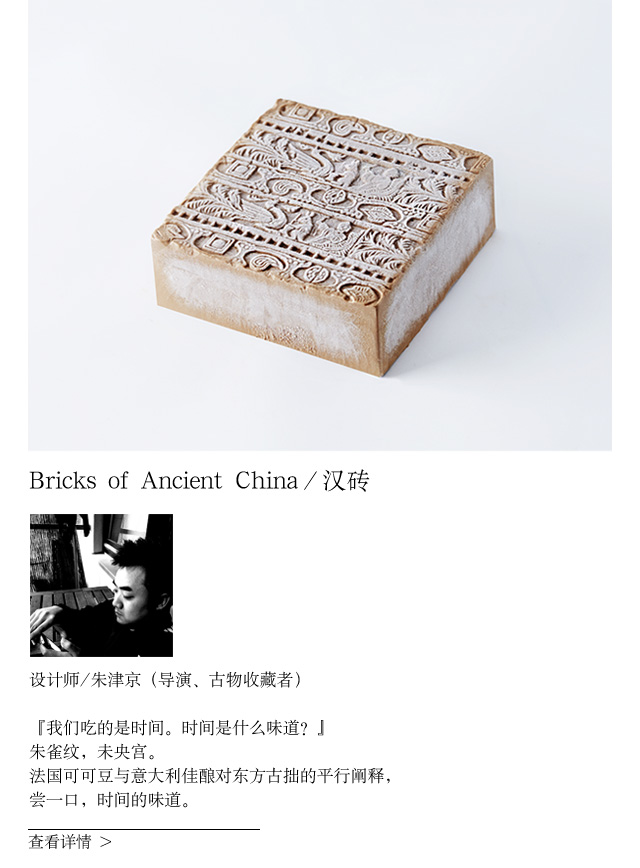 Bricks of Ancient China / 汉砖
设计师/朱津京（导演、古物收藏者）
『我们吃的是时间。时间是什么味道？』
朱雀纹，未央宫。
法国可可豆与意大利佳酿对东方古拙的平行阐释，
尝一口，时间的味道。
查看详情 >